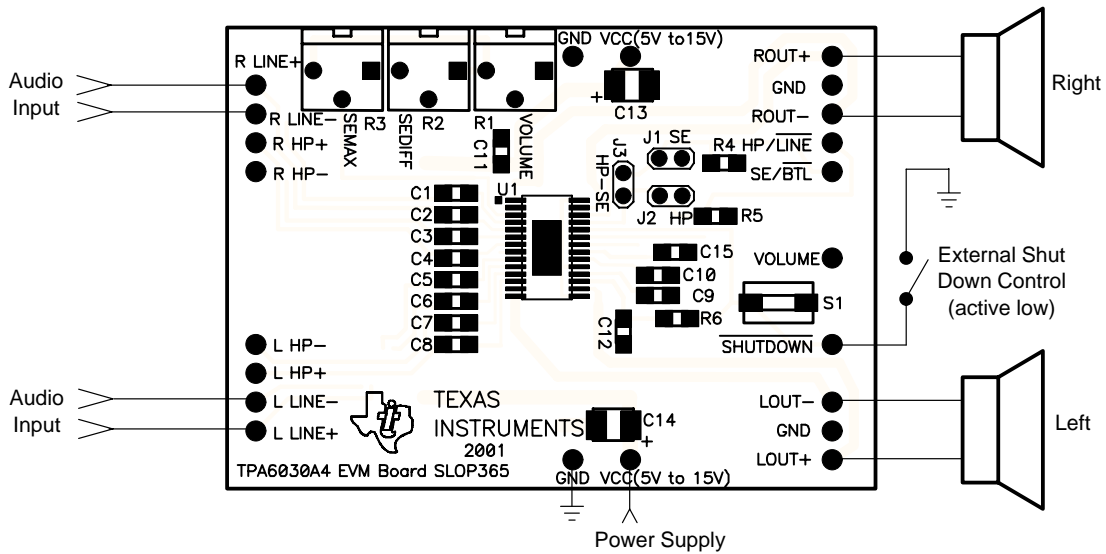 GND VCC(5V to15V)
R LINE+
ROUT+
Audio
Input
GND
Right
C13
+
R LINE-
ROUT-
SEMAX
R3
SEDIFF
R2
R1
VOLUME
C11
R HP+
J1 SE
R4
HP/LINE
R HP-
J3
HP-SE
SE/BTL
U1
C1
C2
J2 HP
R5
C3
C4
C15
VOLUME
External Shut
Down Control
(active low)
C5
C10
C6
C9
S1
C7
R6
C12
C8
L HP-
SHUTDOWN
L HP+
Audio
Input
L LINE-
TEXAS
INSTRUMENTS
2001
C14
+
LOUT-
L LINE+
GND
Left
LOUT+
TPA6030A4 EVM Board SLOP365
GND VCC(5V to 15V)
Power Supply